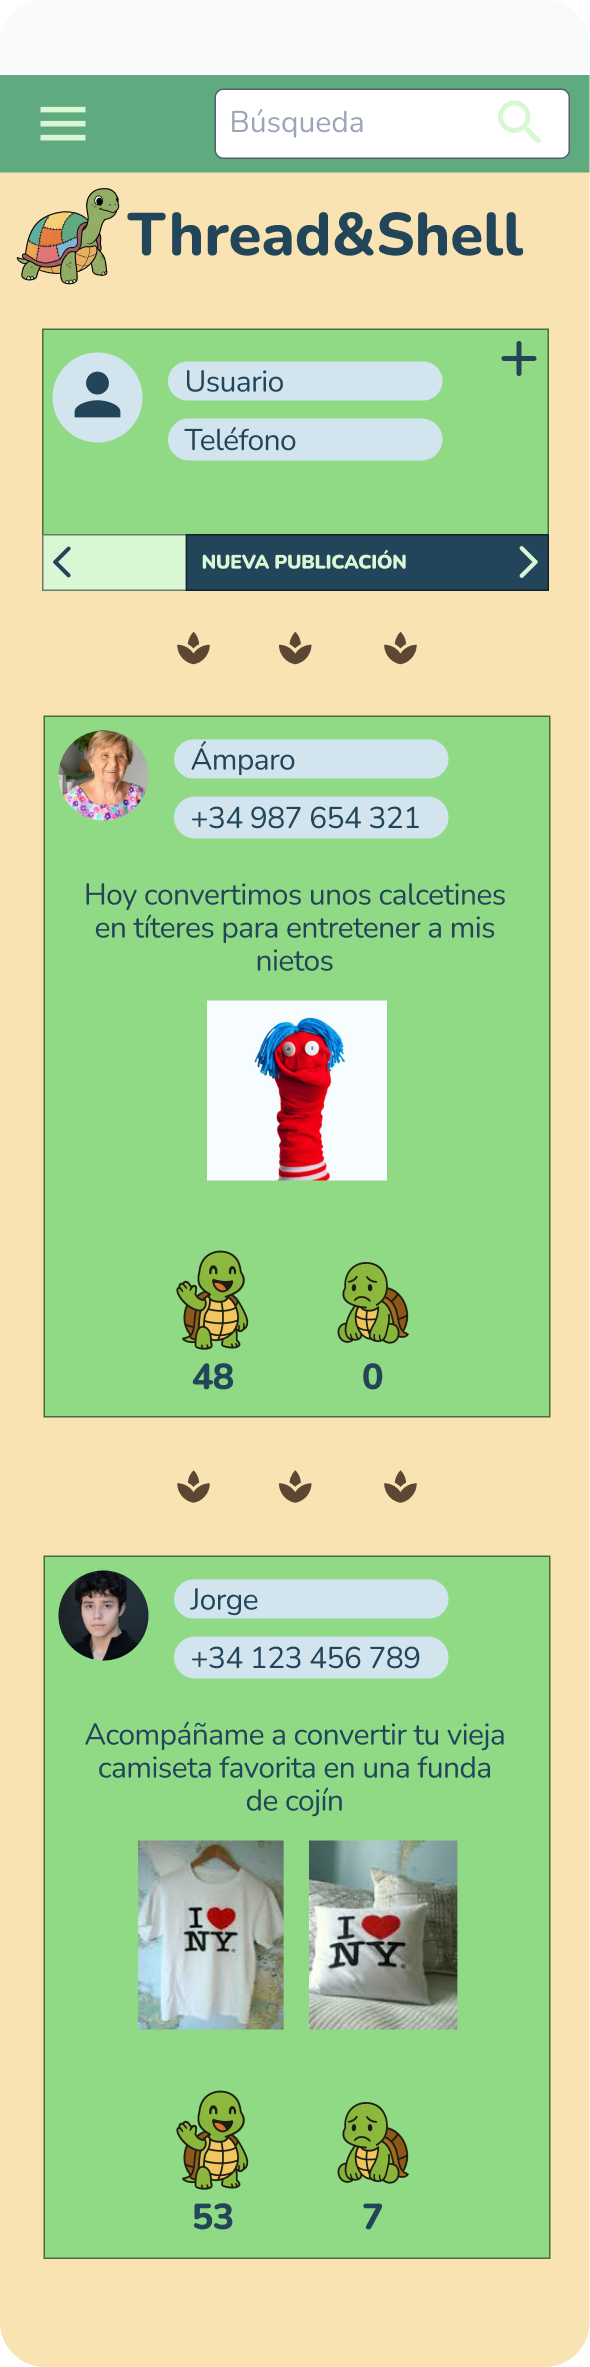 Búsqueda
Thread&Shell
Usuario
Teléfono
NUEVA PUBLICACIÓN
Ámparo
+34 987 654 321
Hoy convertimos unos calcetines
en títeres para entretener a mis
nietos
48 0
Jorge
+34 123 456 789
Acompáñame a convertir tu vieja
camiseta favorita en una funda
de cojín
I
NY
I
NY
53 7